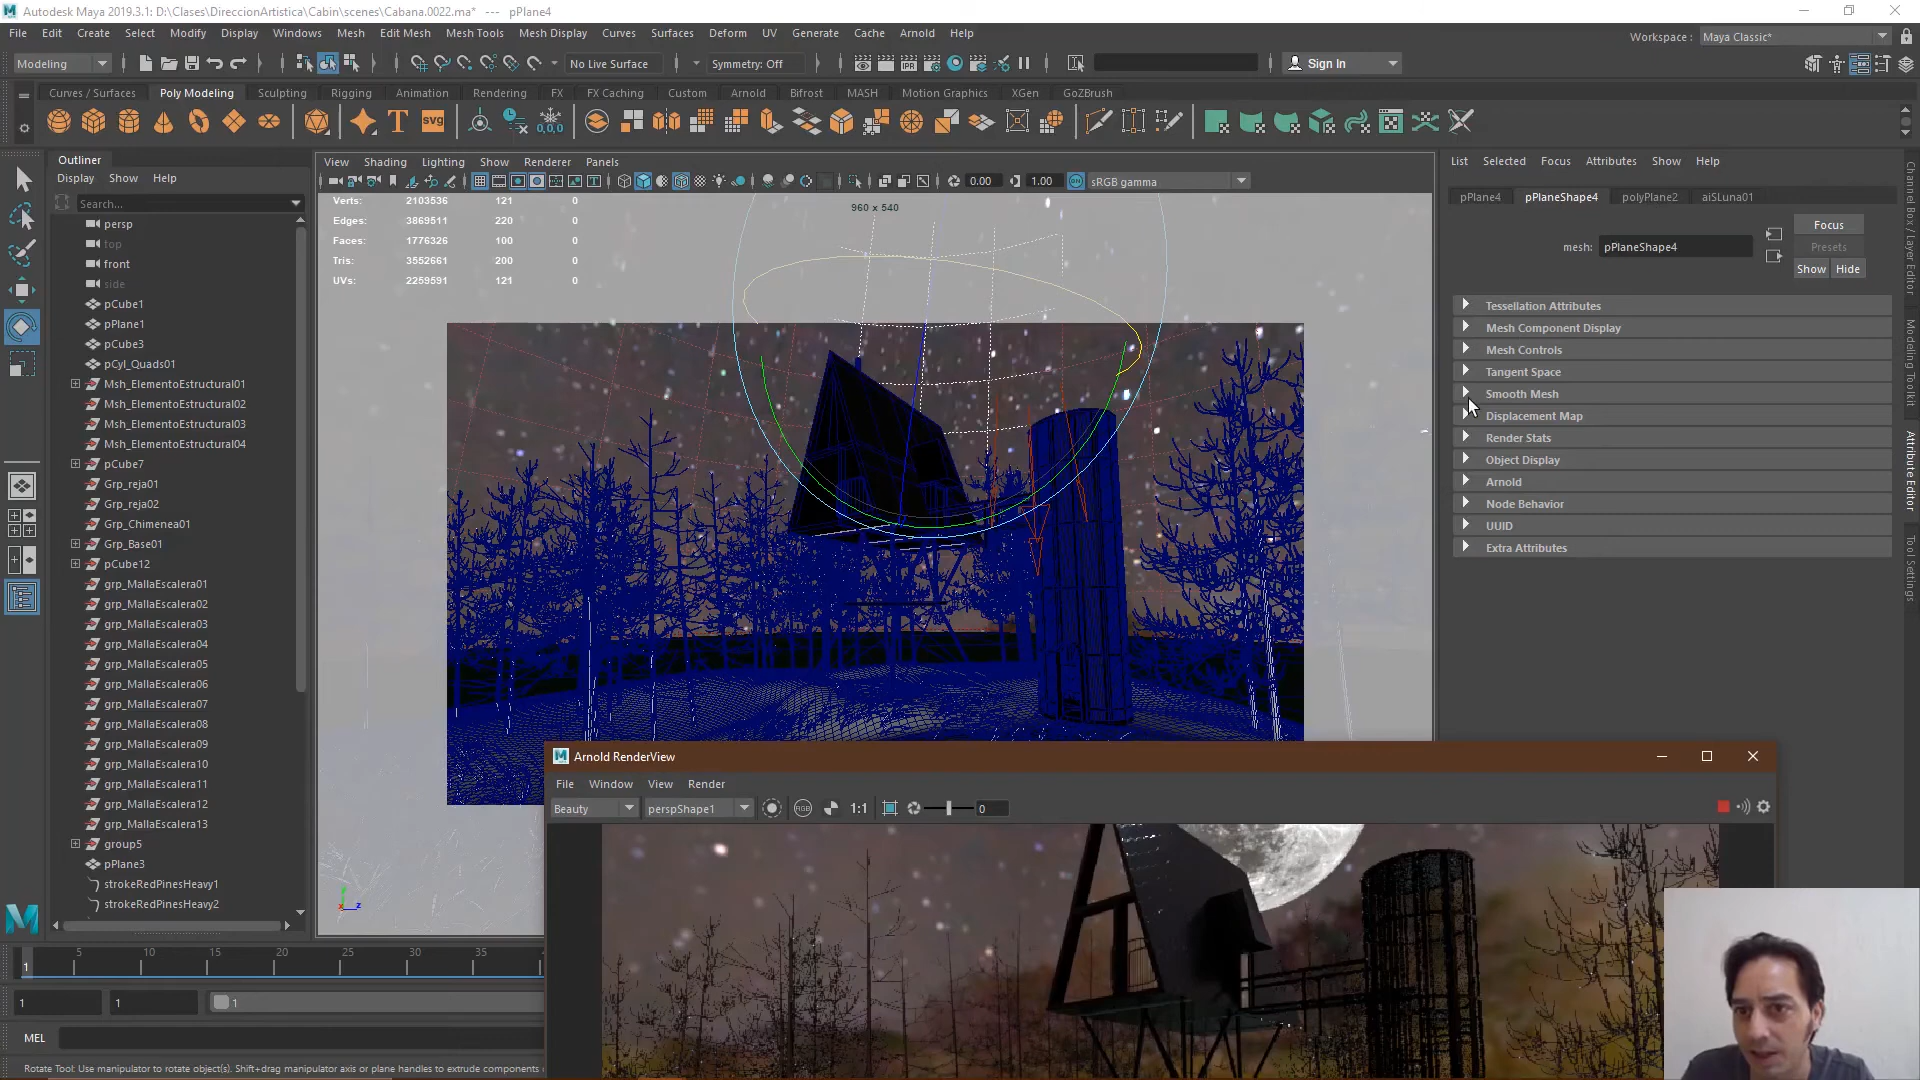 Autodesk Maya 2019.3.1: D:\Clases\DireccionArtistica\Cabin\scenes\Cabana.0022.ma* --- pPlane4
File Edit Create Select Modify Display Windows Mesh Edit Mesh Mesh Tools Mesh Display Curves Surfaces Deform UV Generate Cache Arnold Help
Workspace : Maya Classic*
Modeling No Live Surface Symmetry: Off Sign In
Curves / Surfaces Poly Modeling Sculpting Rigging Animation Rendering FX FX Caching Custom Arnold Bifrost MASH Motion Graphics XGen GoZBrush
Outliner
Display Show Help
Search...
persp
top
front
side
pCube1
pPlane1
pCube3
pCyl_Quads01
Msh_ElementoEstructural01
Msh_ElementoEstructural02
Msh_ElementoEstructural03
Msh_ElementoEstructural04
pCube7
Grp_reja01
Grp_reja02
Grp_Chimenea01
Grp_Base01
pCube12
grp_MallaEscalera01
grp_MallaEscalera02
grp_MallaEscalera03
grp_MallaEscalera04
grp_MallaEscalera05
grp_MallaEscalera06
grp_MallaEscalera07
grp_MallaEscalera08
grp_MallaEscalera09
grp_MallaEscalera10
grp_MallaEscalera11
grp_MallaEscalera12
grp_MallaEscalera13
group5
pPlane3
strokeRedPinesHeavy1
strokeRedPinesHeavy2
View Shading Lighting Show Renderer Panels
0.00 1.00 sRGB gamma
Verts: 2103536 121 0
Edges: 3869511 220 0
Faces: 1776326 100 0
Tris: 3552661 200 0
UVs: 2259591 121 0
960 x 540
List Selected Focus Attributes Show Help
pPlane4 pPlaneShape4 polyPlane2 aiSLuna01
mesh: pPlaneShape4
Focus
Presets
Show Hide
Tessellation Attributes
Mesh Component Display
Mesh Controls
Tangent Space
Smooth Mesh
Displacement Map
Render Stats
Object Display
Arnold
Node Behavior
UUID
Extra Attributes
Channel Box / Layer Editor
Modeling Toolkit
Attribute Editor
Tool Settings
Arnold RenderView
File Window View Render
Beauty perspShape1 1:1 0
1 5 10 15 20 25 30 35
1 1 1
MEL
Rotate Tool: Use manipulator to rotate object(s). Shift+drag manipulator axis or plane handles to extrude components